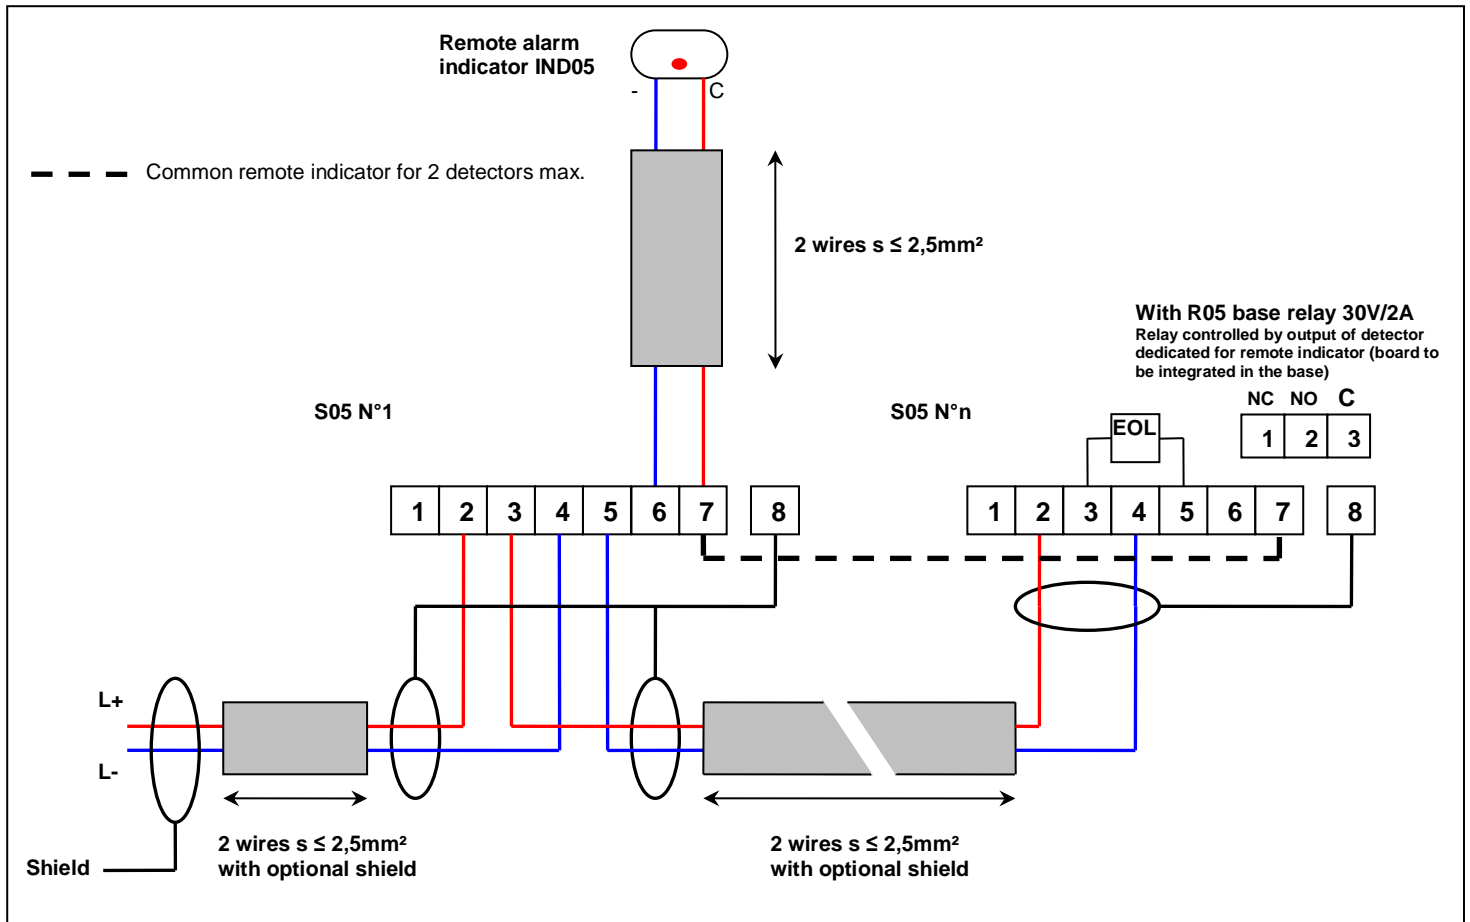 Remote alarm
indicator IND05
- C
Common remote indicator for 2 detectors max.
2 wires s ≤ 2,5mm²
With R05 base relay 30V/2A
Relay controlled by output of detector
dedicated for remote indicator (board to
be integrated in the base)
NC NO C
1 2 3
S05 N°1
S05 N°n
EOL
1 2 3 4 5 6 7 8
1 2 3 4 5 6 7 8
L+
L-
Shield
2 wires s ≤ 2,5mm²
with optional shield
2 wires s ≤ 2,5mm²
with optional shield